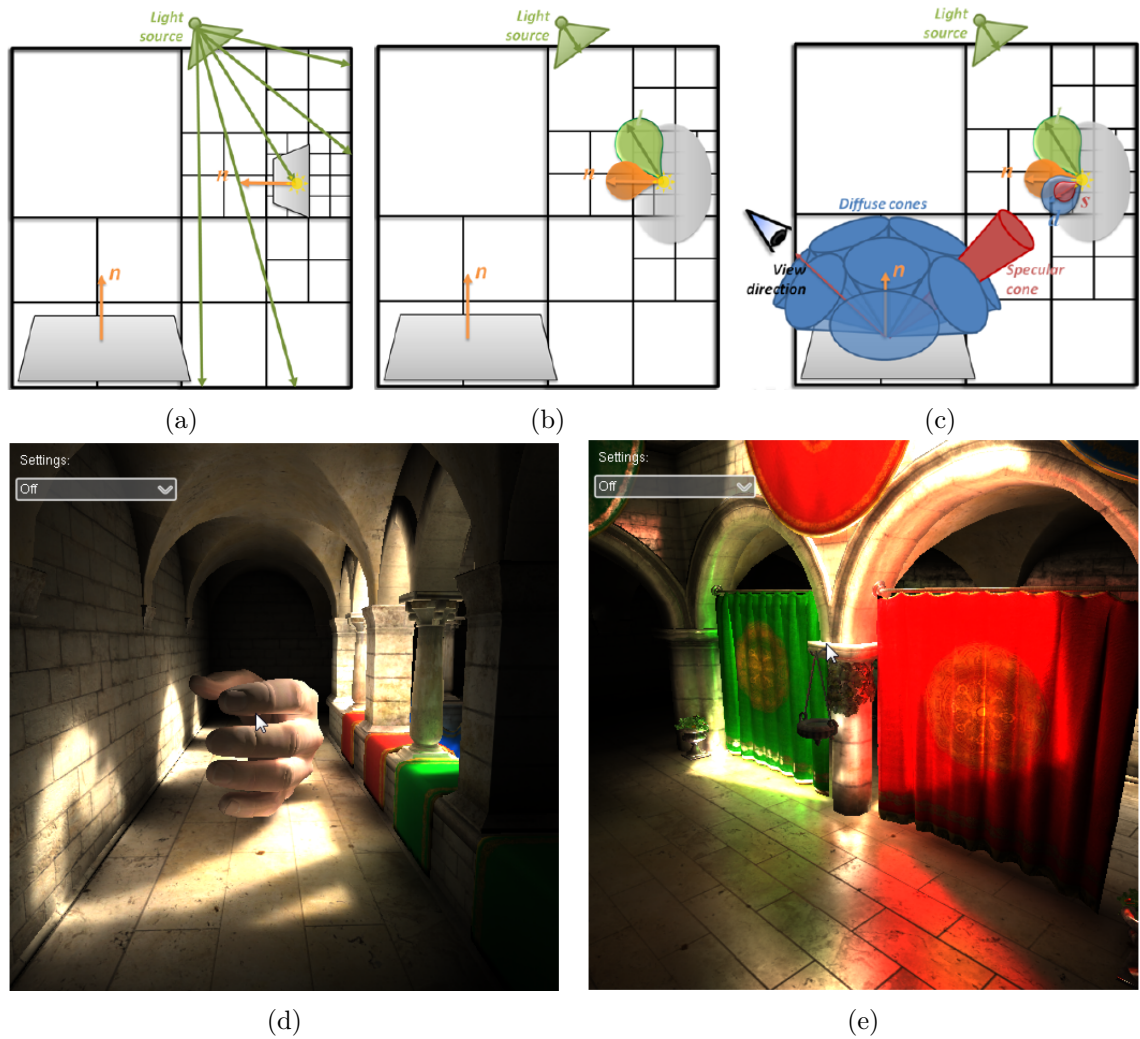 Light
source
n
(a)
Light
source
l
n
n
(b)
Light
source
l
n
s
d
Diffuse cones
View
direction
n
Specular
cone
(c)
Settings:
Off
(d)
Settings:
Off
(e)